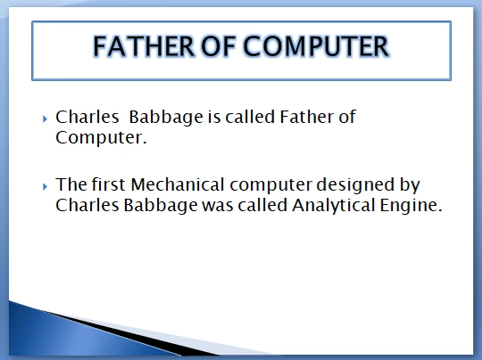 FATHER OF COMPUTER
Charles  Babbage is called Father of
Computer.
The first Mechanical computer designed by
Charles Babbage was called Analytical Engine.